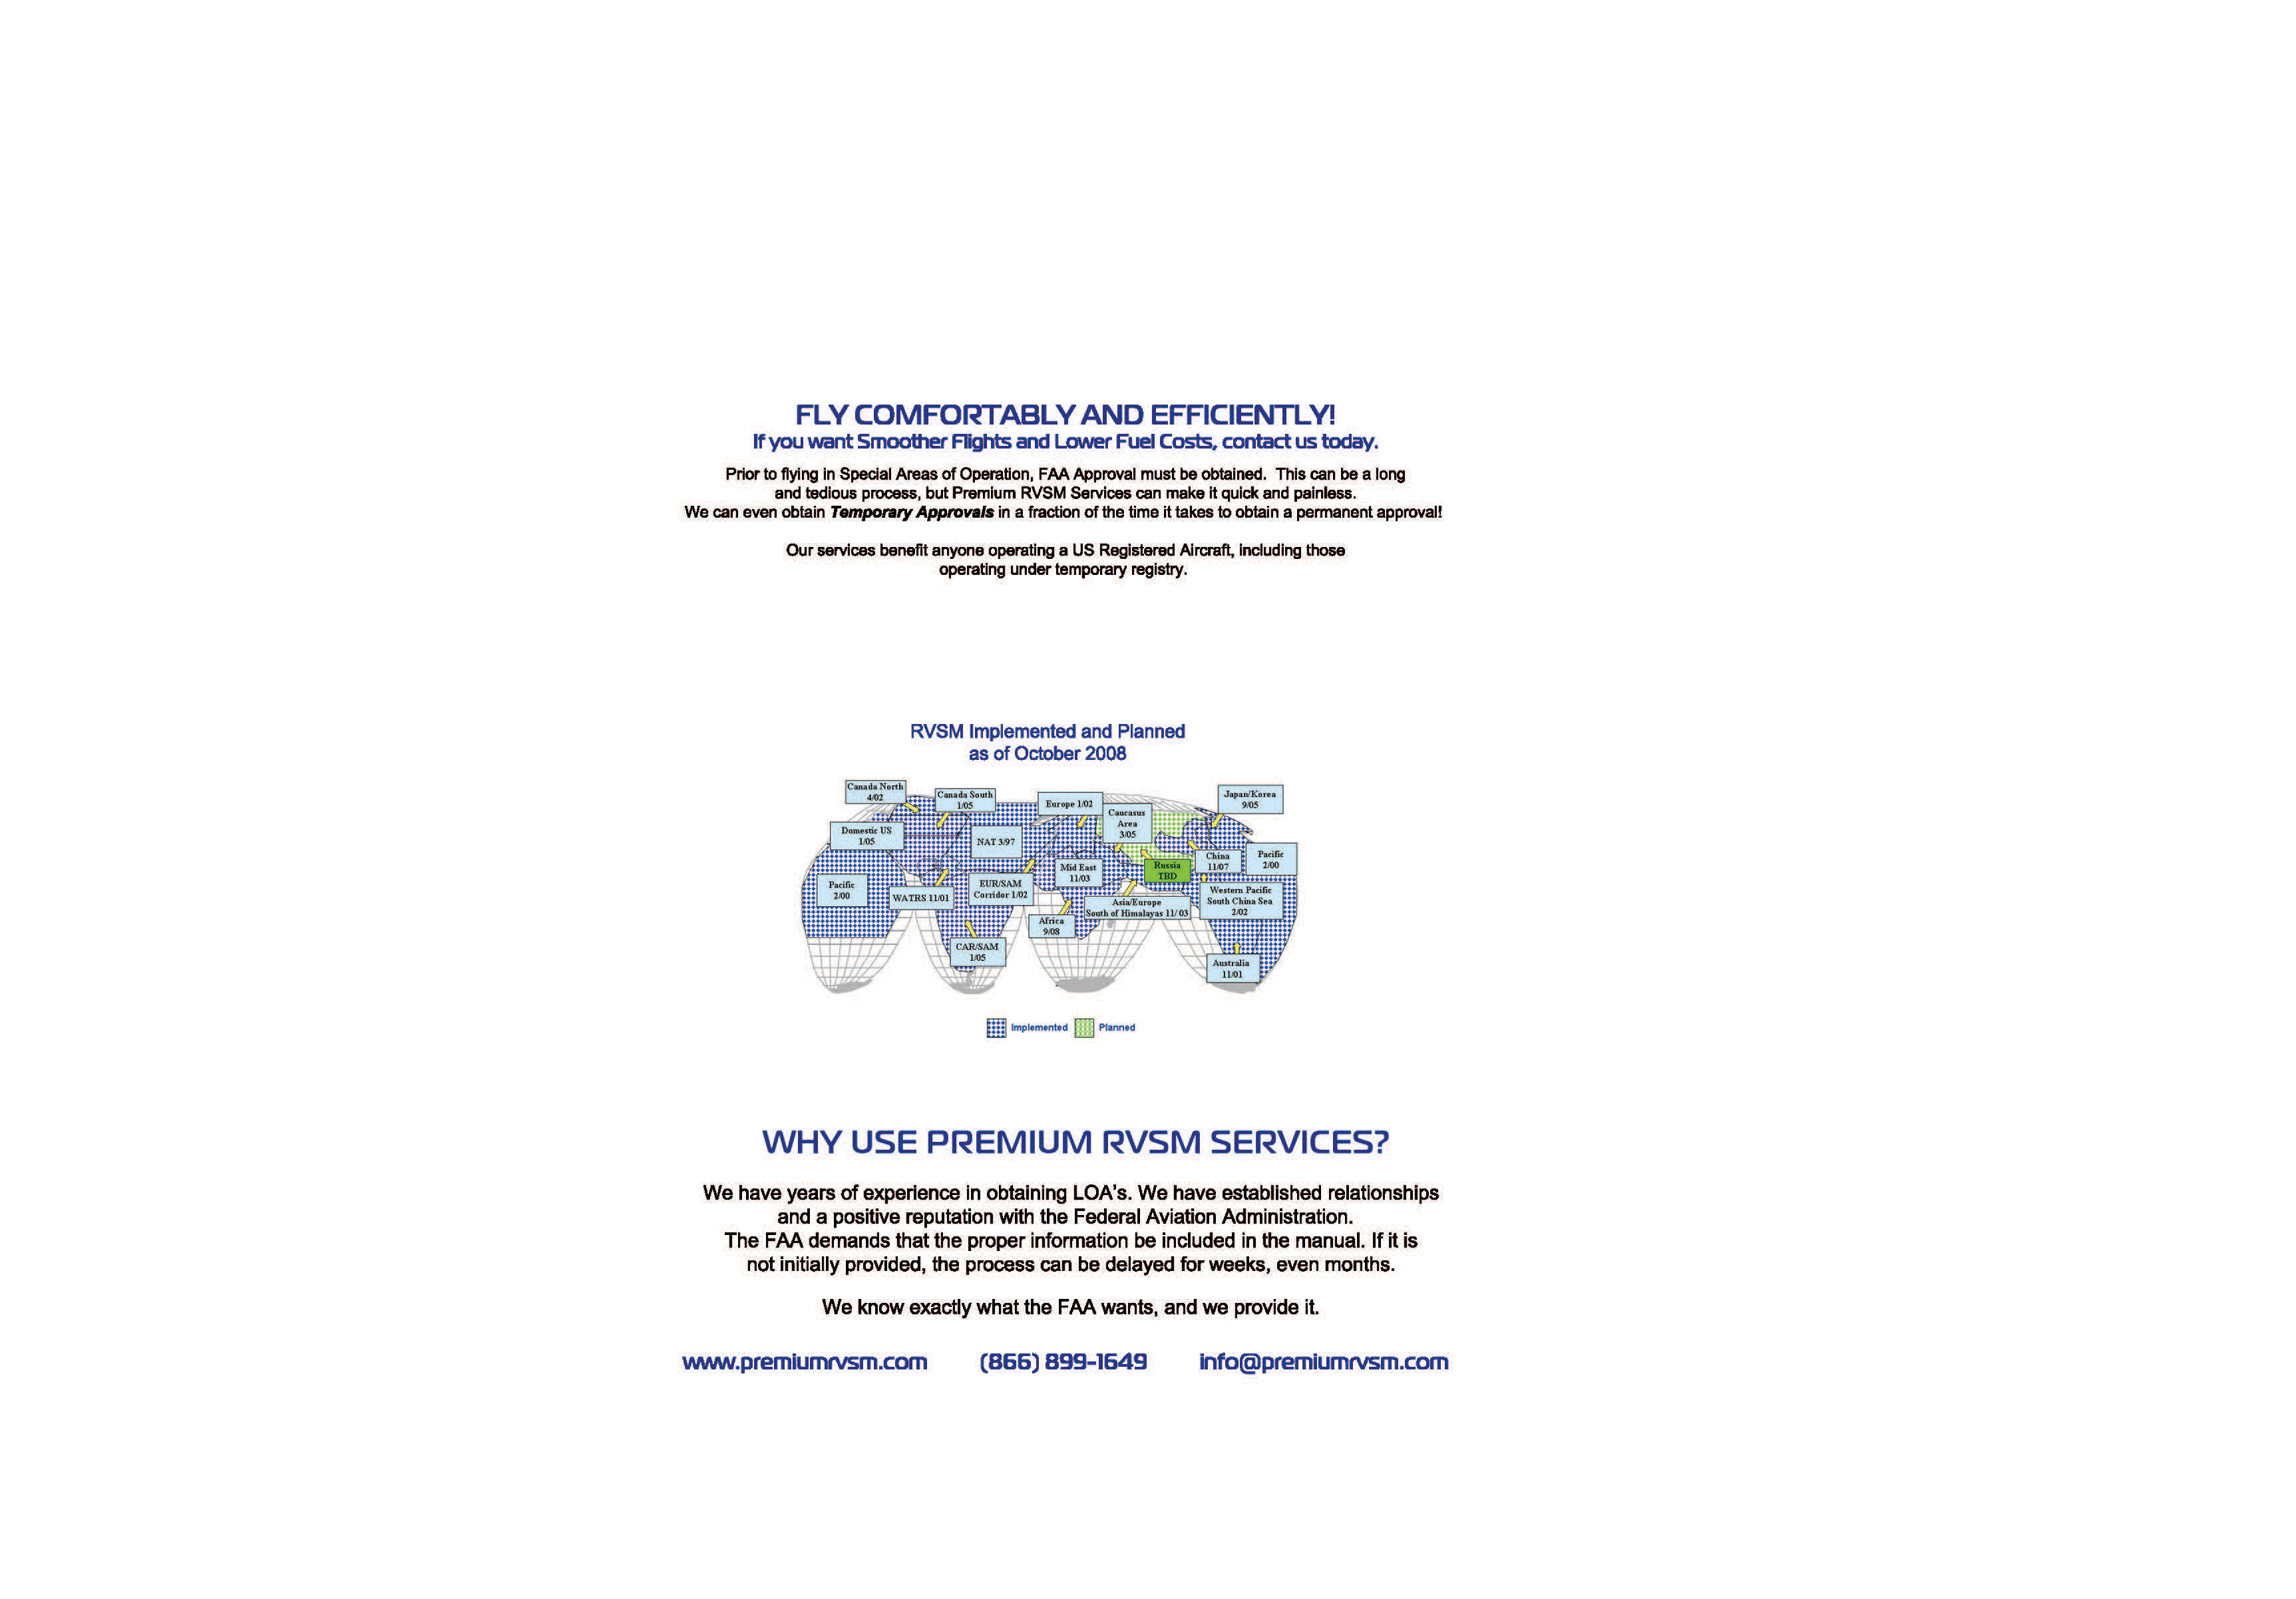 FLY COMFORTABLY AND EFFICIENTLY!
If you want Smoother Flights and Lower Fuel Costs, contact us today.
Prior to flying in Special Areas of Operation, FAA Approval must be obtained.  This can be a long
and tedious process, but Premium RVSM Services can make it quick and painless.
We can even obtain Temporary Approvals in a fraction of the time it takes to obtain a permanent approval!
Our services benefit anyone operating a US Registered Aircraft, including those
operating under temporary registry.
RVSM Implemented and Planned
as of October 2008
Canada North
4/02
Canada South
1/05
Europe 1/02
Caucasus
Area
3/05
Japan/Korea
9/05
Domestic US
1/05
NAT 3/97
Mid East
11/03
Russia
TBD
China
11/07
Pacific
2/00
Pacific
2/00
WATRS 11/01
EUR/SAM
Corridor 1/02
Asia/Europe
South of Himalayas 11/03
Western Pacific
South China Sea
2/02
Africa
9/08
CAR/SAM
1/05
Australia
11/01
Implemented
Planned
WHY USE PREMIUM RVSM SERVICES?
We have years of experience in obtaining LOA's. We have established relationships
and a positive reputation with the Federal Aviation Administration.
The FAA demands that the proper information be included in the manual. If it is
not initially provided, the process can be delayed for weeks, even months.
We know exactly what the FAA wants, and we provide it.
www.premiumrvsm.com (866) 899-1649 info@premiumrvsm.com